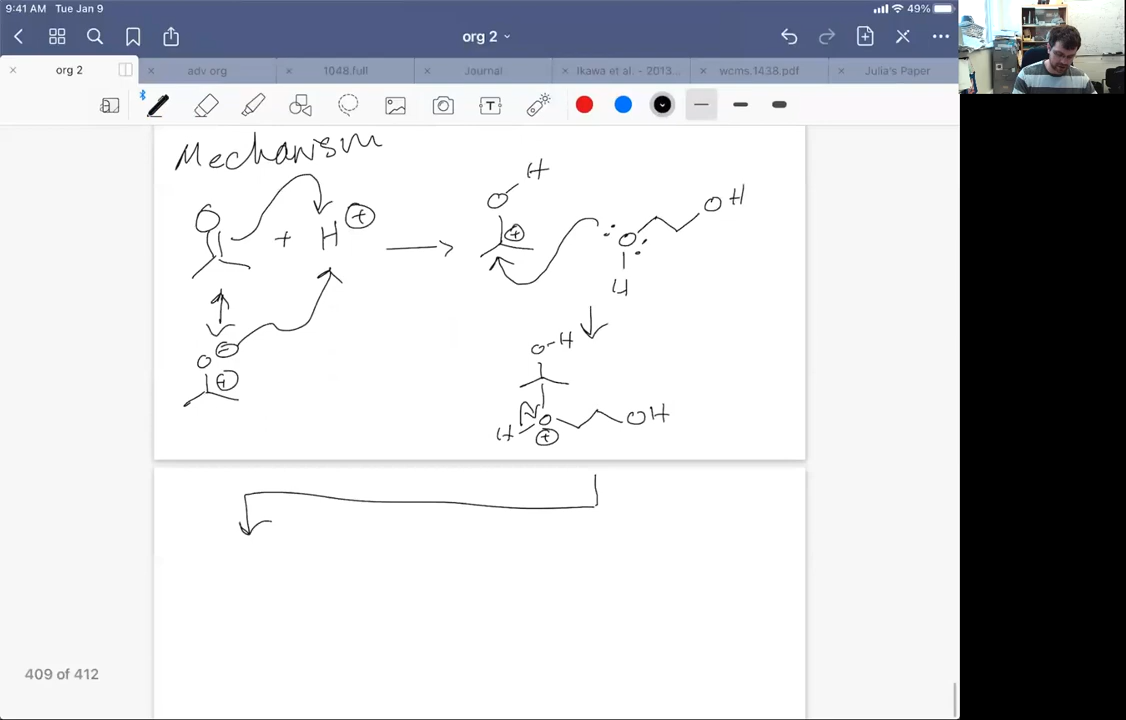 9:41 AM Tue Jan 9
49%
org 2
org 2
adv org
1048.full
Journal
Ikawa et al. - 2013...
wcms.1438.pdf
Julia's Paper
T
Mechanism
H
O
O + H +
OH
O
+
O
H
O -
+
O-H
H O OH
+
409 of 412